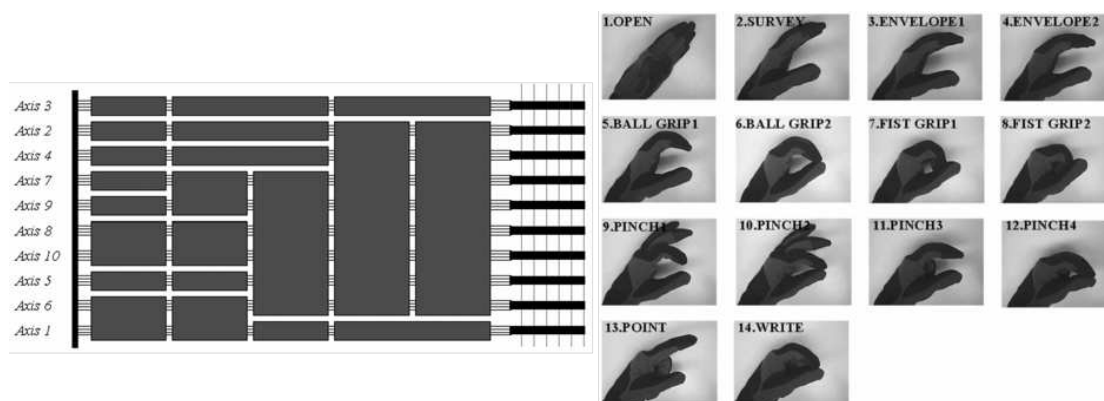 Axis 3
Axis 2
Axis 4
Axis 7
Axis 9
Axis 8
Axis 10
Axis 5
Axis 6
Axis 1
1.OPEN
2.SURVEY
3.ENVELOPE1
4.ENVELOPE2
5.BALL GRIP1
6.BALL GRIP2
7.FIST GRIP1
8.FIST GRIP2
9.PINCH1
10.PINCH2
11.PINCH3
12.PINCH4
13.POINT
14.WRITE